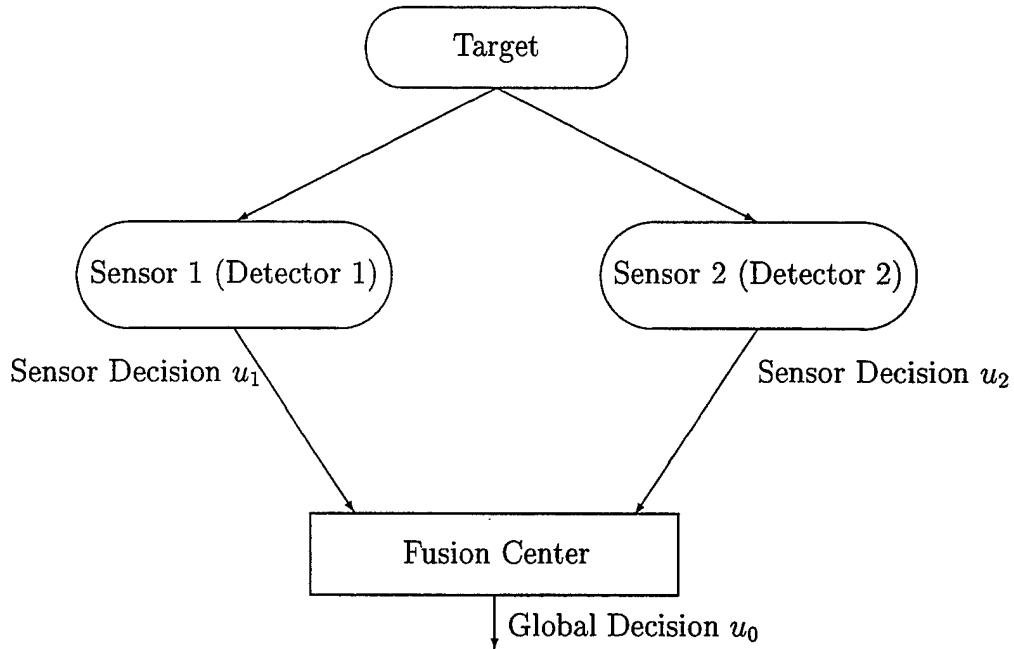 Target
Sensor 1 (Detector 1)
Sensor 2 (Detector 2)
Sensor Decision u₁
Sensor Decision u₂
Fusion Center
Global Decision u₀